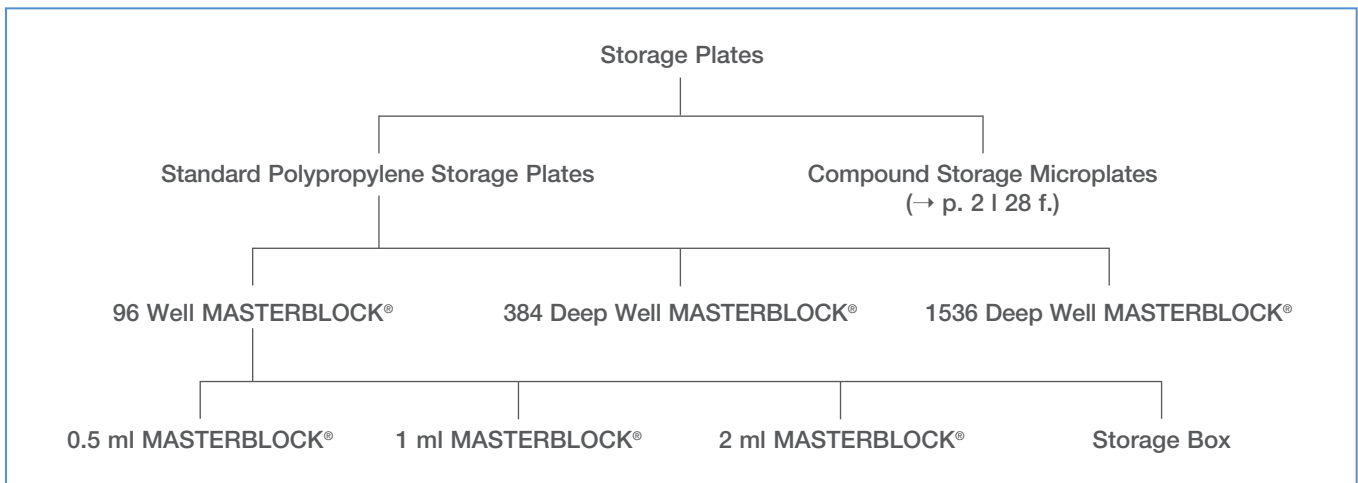 Storage Plates
Standard Polypropylene Storage Plates
Compound Storage Microplates
(→ p. 2 I 28 f.)
96 Well MASTERBLOCK®
384 Deep Well MASTERBLOCK®
1536 Deep Well MASTERBLOCK®
0.5 ml MASTERBLOCK®
1 ml MASTERBLOCK®
2 ml MASTERBLOCK®
Storage Box